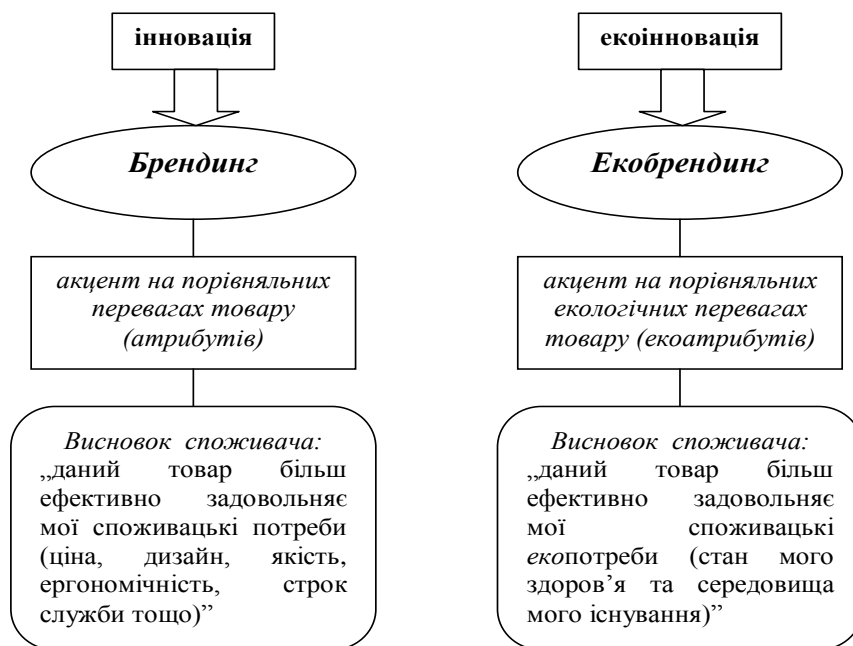 інновація
Брендинг
акцент на порівняльних
перевагах товару
(атрибутів)
Висновок споживача:
„даний товар більш
ефективно задовольняє
мої споживацькі потреби
(ціна, дизайн, якість,
ергономічність, строк
служби тощо)”
екоінновація
Екобрендинг
акцент на порівняльних
екологічних перевагах
товару (екоатрибутів)
Висновок споживача:
„даний товар більш
ефективно задовольняє
мої споживацькі
екопотреби (стан мого
здоров’я та середовища
мого існування)”